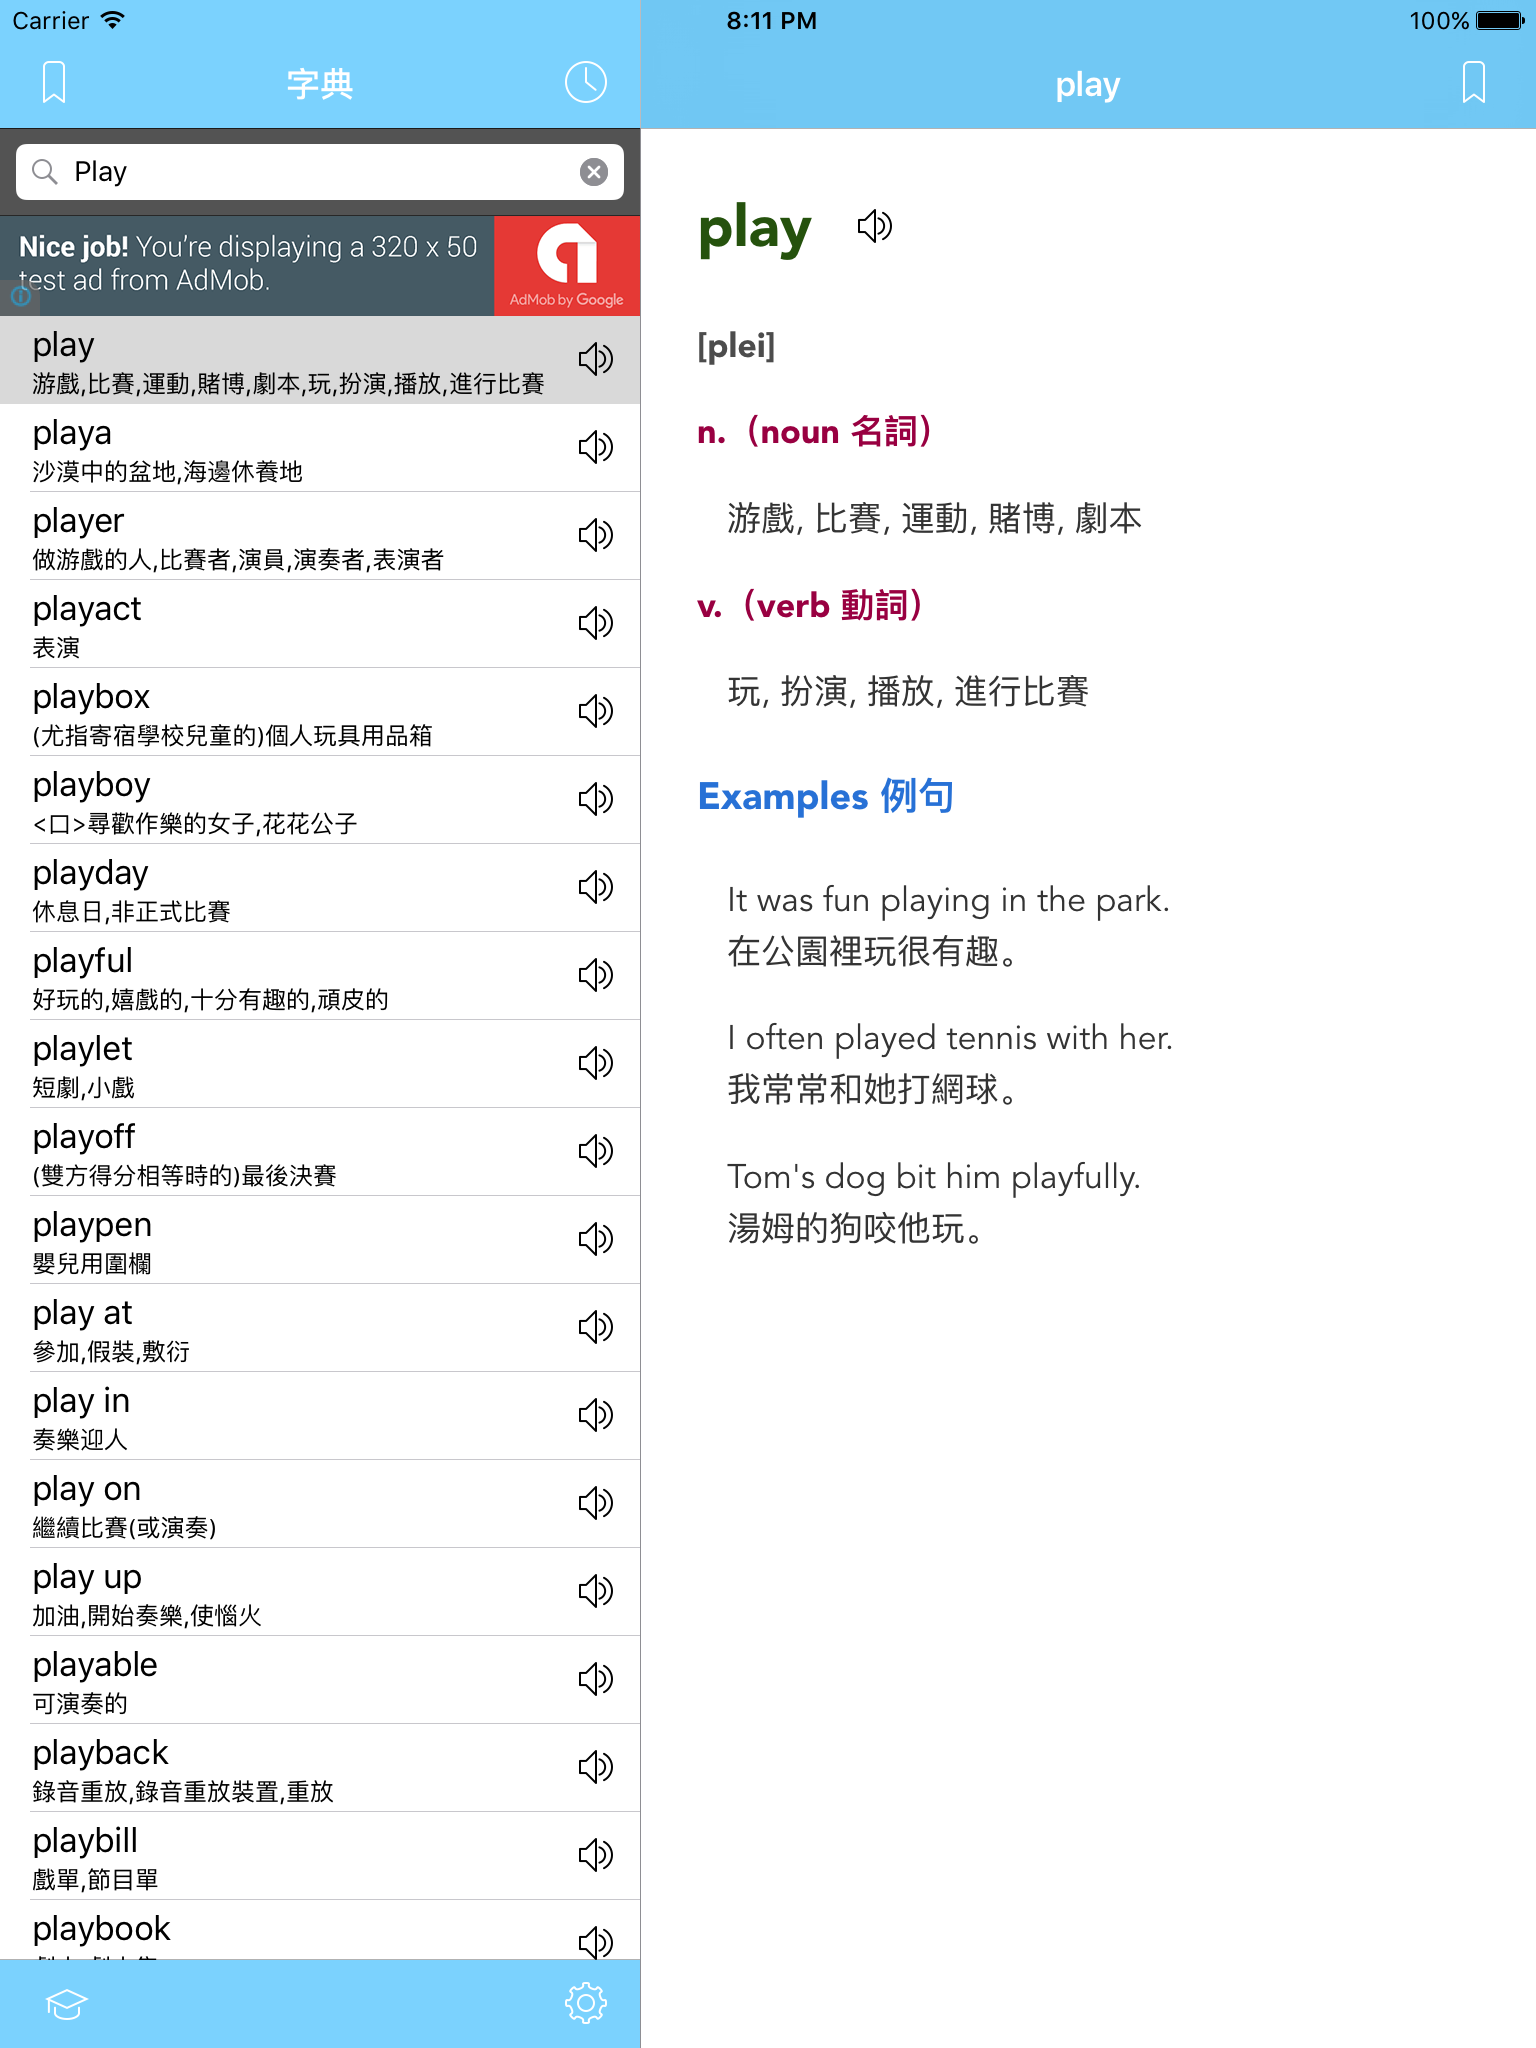 Carrier
8:11 PM
100%
字典
play
Play
Nice job! You're displaying a 320 x 50
test ad from AdMob.
AdMob by Google
play
游戲,比賽,運動,賭博,劇本,玩,扮演,播放,進行比賽
playa
沙漠中的盆地,海邊休養地
player
做游戲的人,比賽者,演員,演奏者,表演者
playact
表演
playbox
(尤指寄宿學校兒童的)個人玩具用品箱
playboy
<口>尋歡作樂的女子,花花公子
playday
休息日,非正式比賽
playful
好玩的,嬉戲的,十分有趣的,頑皮的
playlet
短劇,小戲
playoff
(雙方得分相等時的)最後決賽
playpen
嬰兒用圍欄
play at
參加,假裝,敷衍
play in
奏樂迎人
play on
繼續比賽(或演奏)
play up
加油,開始奏樂,使惱火
playable
可演奏的
playback
錄音重放,錄音重放裝置,重放
playbill
戲單,節目單
playbook
play
[plei]
n.（noun 名詞）
游戲, 比賽, 運動, 賭博, 劇本
v.（verb 動詞）
玩, 扮演, 播放, 進行比賽
Examples 例句
It was fun playing in the park.
在公園裡玩很有趣。
I often played tennis with her.
我常常和她打網球。
Tom's dog bit him playfully.
湯姆的狗咬他玩。